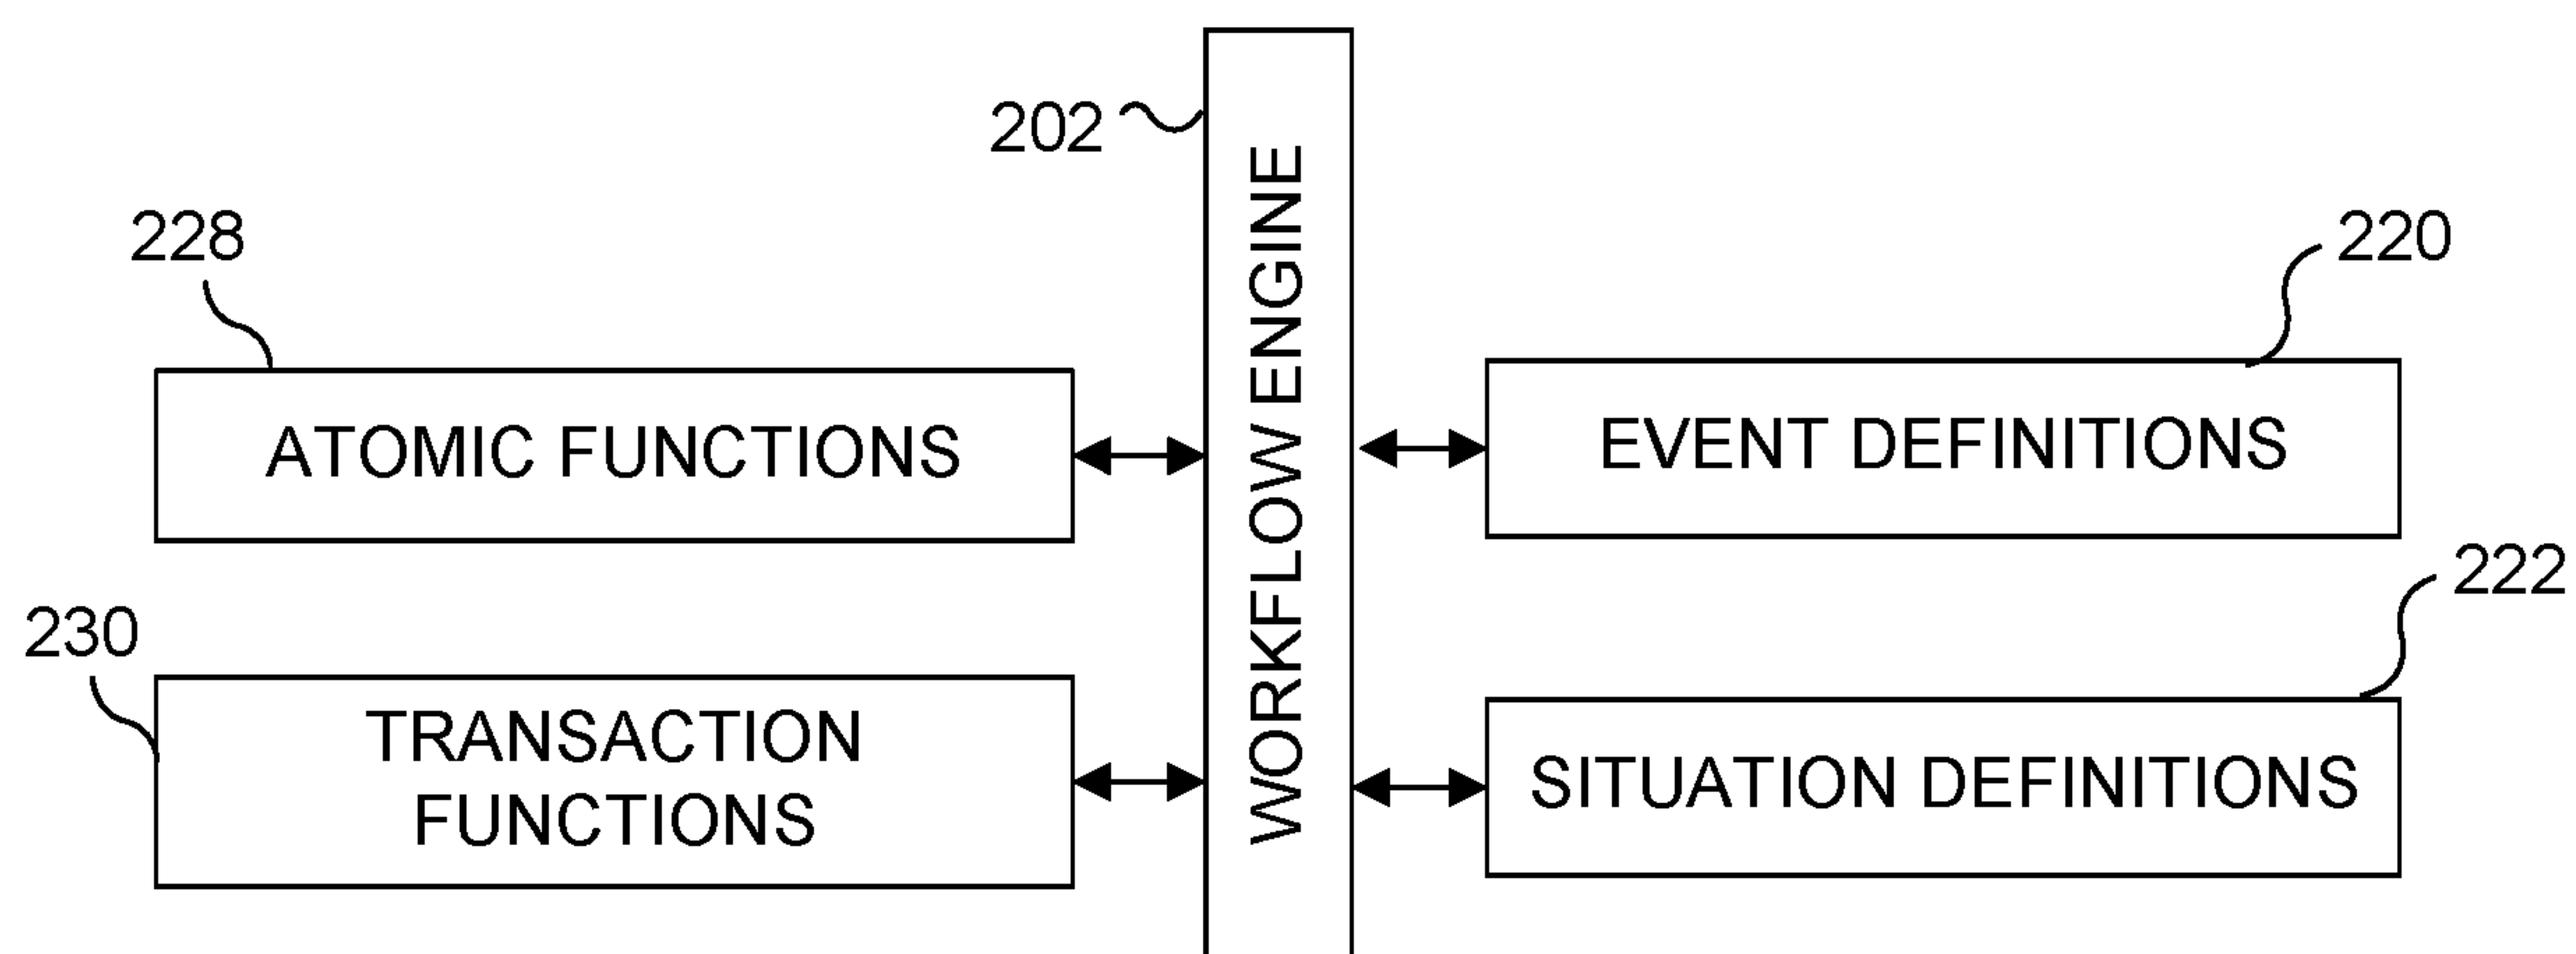 202
WORKFLOW ENGINE
228
ATOMIC FUNCTIONS
230
TRANSACTION
FUNCTIONS
220
EVENT DEFINITIONS
222
SITUATION DEFINITIONS